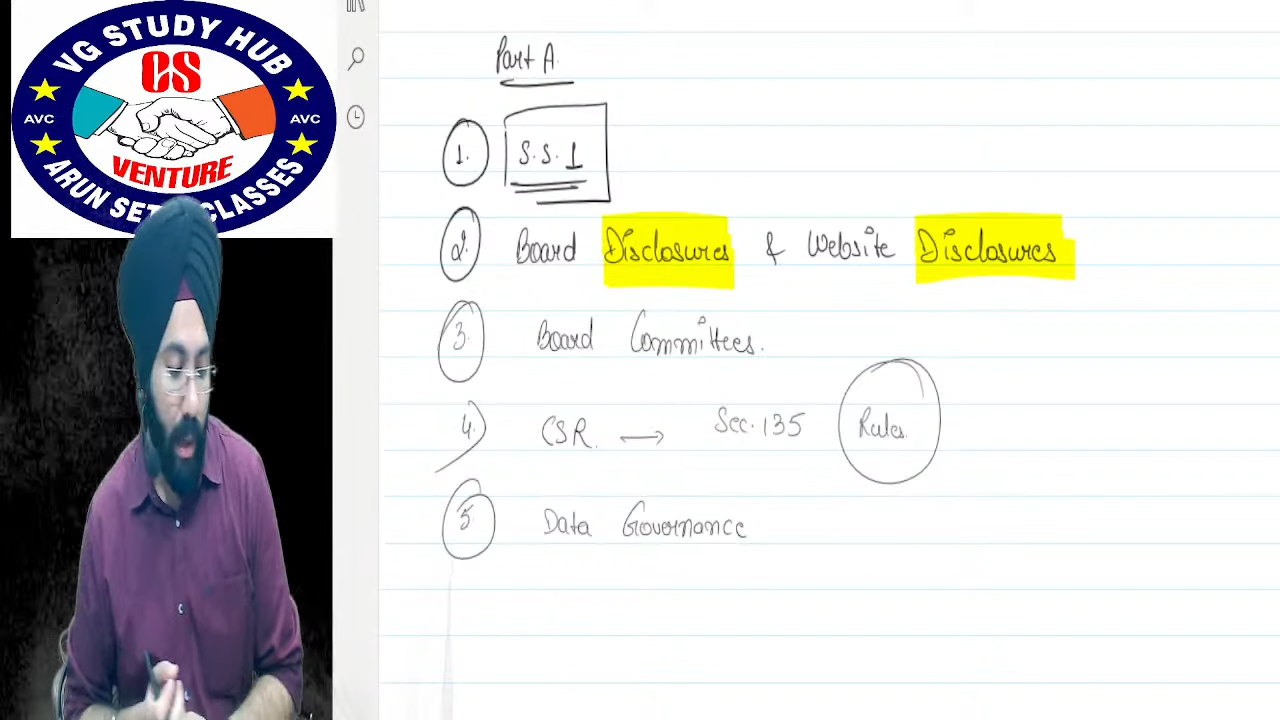 VG STUDY HUB
CS
AVC
AVC
VENTURE
Part A.
1. S.S.1
2. Board Disclosures & Website Disclosures
3. Board Committees.
4. CSR. → Sec.135 Rules.
5. Data Governance